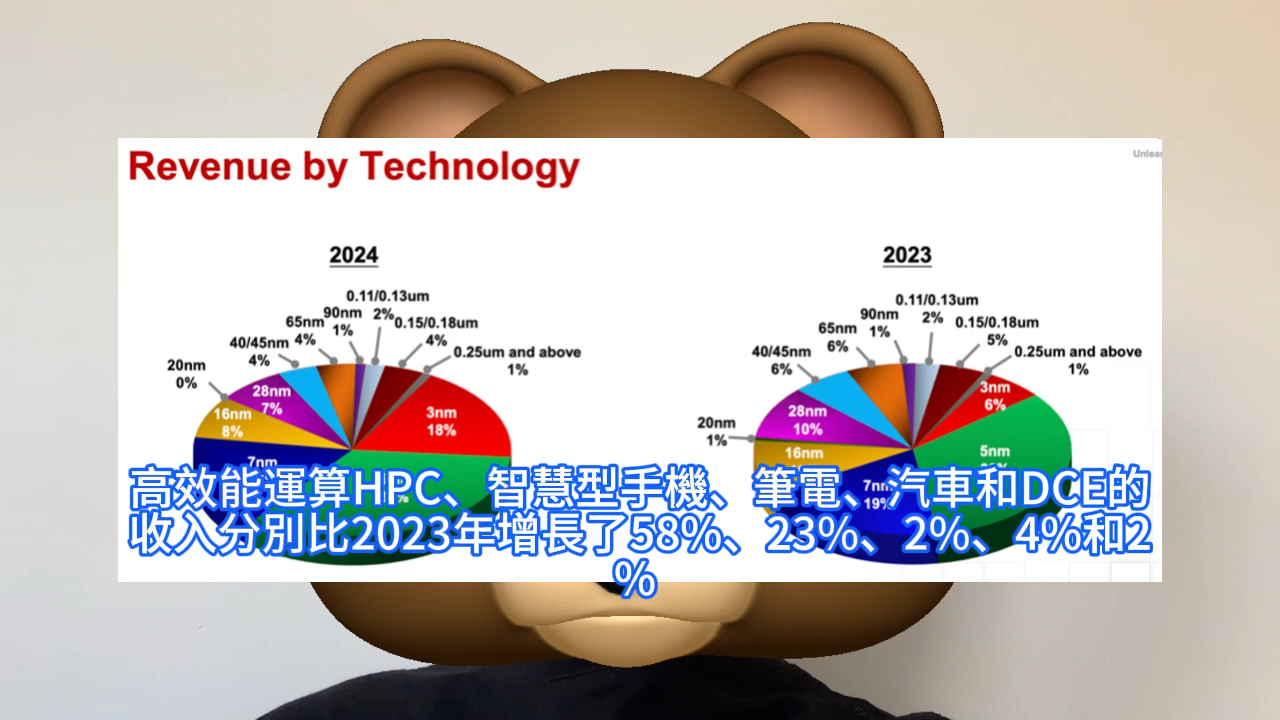 Revenue by Technology
2024
0.11/0.13um
2%
90nm
1%
0.15/0.18um
4%
65nm
4%
40/45nm
4%
0.25um and above
1%
20nm
0%
28nm
7%
16nm
8%
3nm
18%
7nm
2023
0.11/0.13um
2%
90nm
1%
0.15/0.18um
5%
65nm
6%
40/45nm
6%
0.25um and above
1%
3nm
6%
28nm
10%
20nm
1%
16nm
5nm
7nm
19%
高效能運算HPC、智慧型手機、筆電、汽車和DCE的
收入分別比2023年增長了58%、23%、2%、4%和2
%